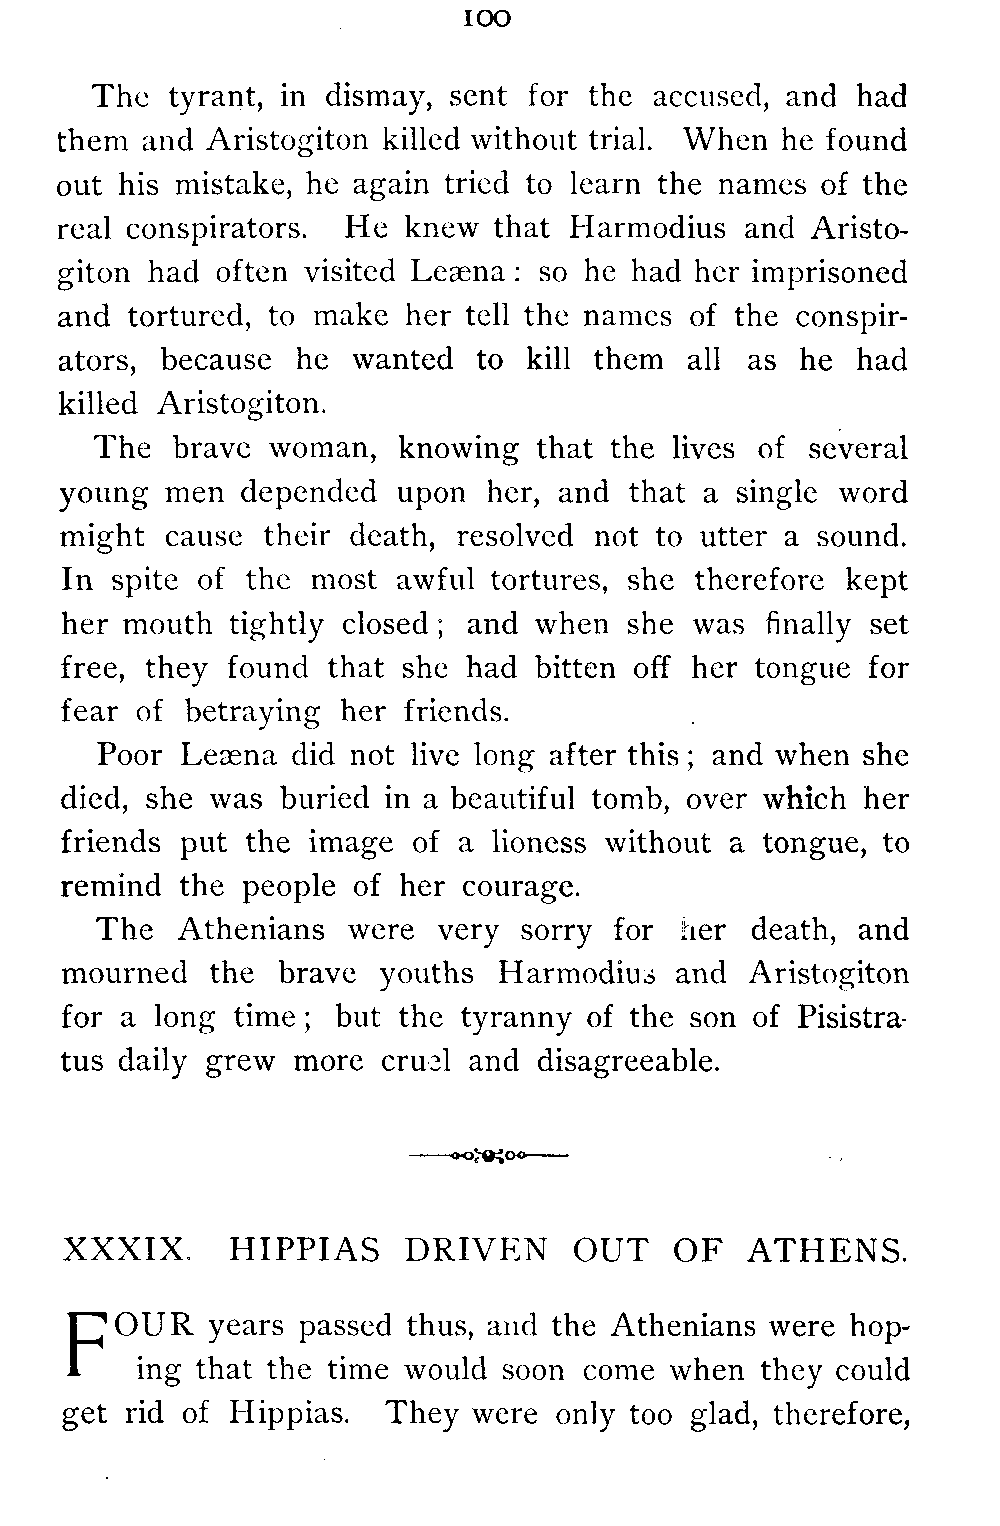 100
The tyrant, in dismay, sent for the accused, and had
them and Aristogiton killed without trial. When he found
out his mistake, he again tried to learn the names of the
real conspirators. He knew that Harmodius and Aristo-
giton had often visited Leæna: so he had her imprisoned
and tortured, to make her tell the names of the conspir-
ators, because he wanted to kill them all as he had
killed Aristogiton.
The brave woman, knowing that the lives of several
young men depended upon her, and that a single word
might cause their death, resolved not to utter a sound.
In spite of the most awful tortures, she therefore kept
her mouth tightly closed; and when she was finally set
free, they found that she had bitten off her tongue for
fear of betraying her friends.
Poor Leæna did not live long after this; and when she
died, she was buried in a beautiful tomb, over which her
friends put the image of a lioness without a tongue, to
remind the people of her courage.
The Athenians were very sorry for her death, and
mourned the brave youths Harmodius and Aristogiton
for a long time; but the tyranny of the son of Pisistra-
tus daily grew more cruel and disagreeable.
XXXIX. HIPPIAS DRIVEN OUT OF ATHENS.
FOUR years passed thus, and the Athenians were hop-
ing that the time would soon come when they could
get rid of Hippias. They were only too glad, therefore,